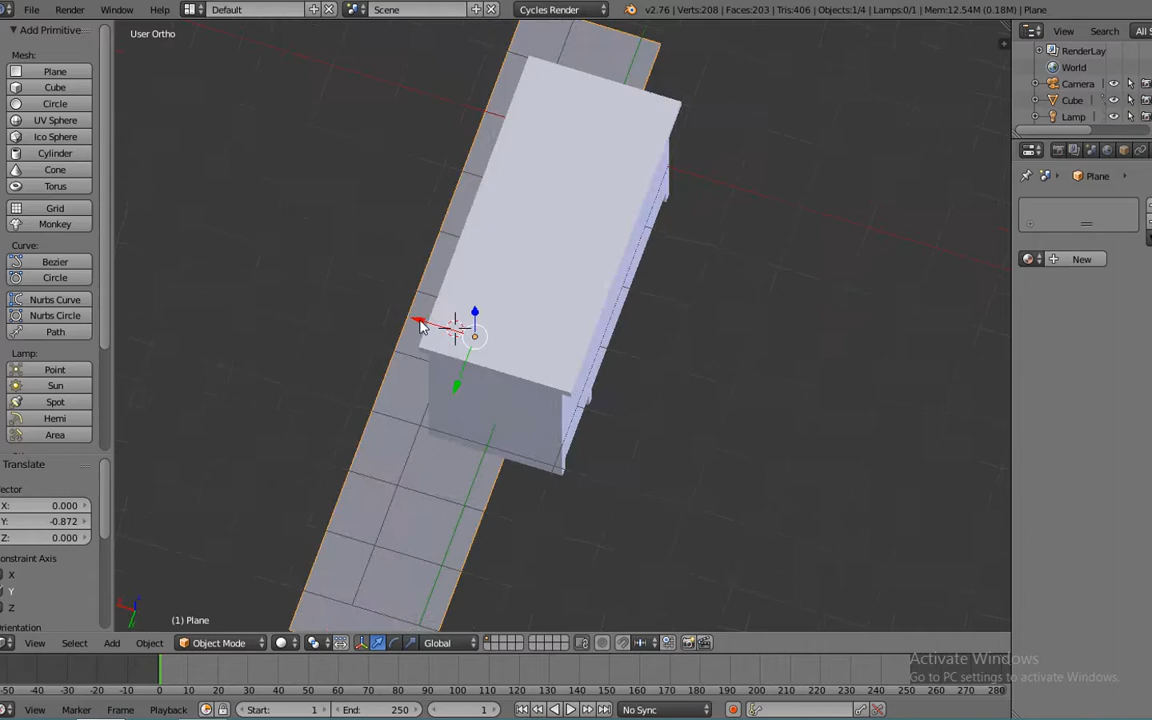 File Render Window Help Default Scene Cycles Render v2.76 | Verts:208 | Faces:203 | Tris:406 | Objects:1/4 | Lamps:0/1 | Mem:12.54M (0.18M) | Plane
Add Primitive
Mesh:
Plane
Cube
Circle
UV Sphere
Ico Sphere
Cylinder
Cone
Torus
Grid
Monkey
Curve:
Bezier
Circle
Nurbs Curve
Nurbs Circle
Path
Lamp:
Point
Sun
Spot
Hemi
Area
Translate
ector
X: 0.000
Y: -0.872
Z: 0.000
onstraint Axis
X
Y
Z
Orientation
User Ortho
(1) Plane
View Search All S
RenderLay
World
Camera
Cube
Lamp
Plane
New
View Select Add Object Object Mode Global
Activate Windows
Go to PC settings to activate Windows.
-50 -40 -30 -20 -10 0 10 20 30 40 50 60 70 80 90 100 110 120 130 140 150 160 170 180 190 200 210 220 230 240 250 260 270 280
View Marker Frame Playback Start: 1 End: 250 1 No Sync